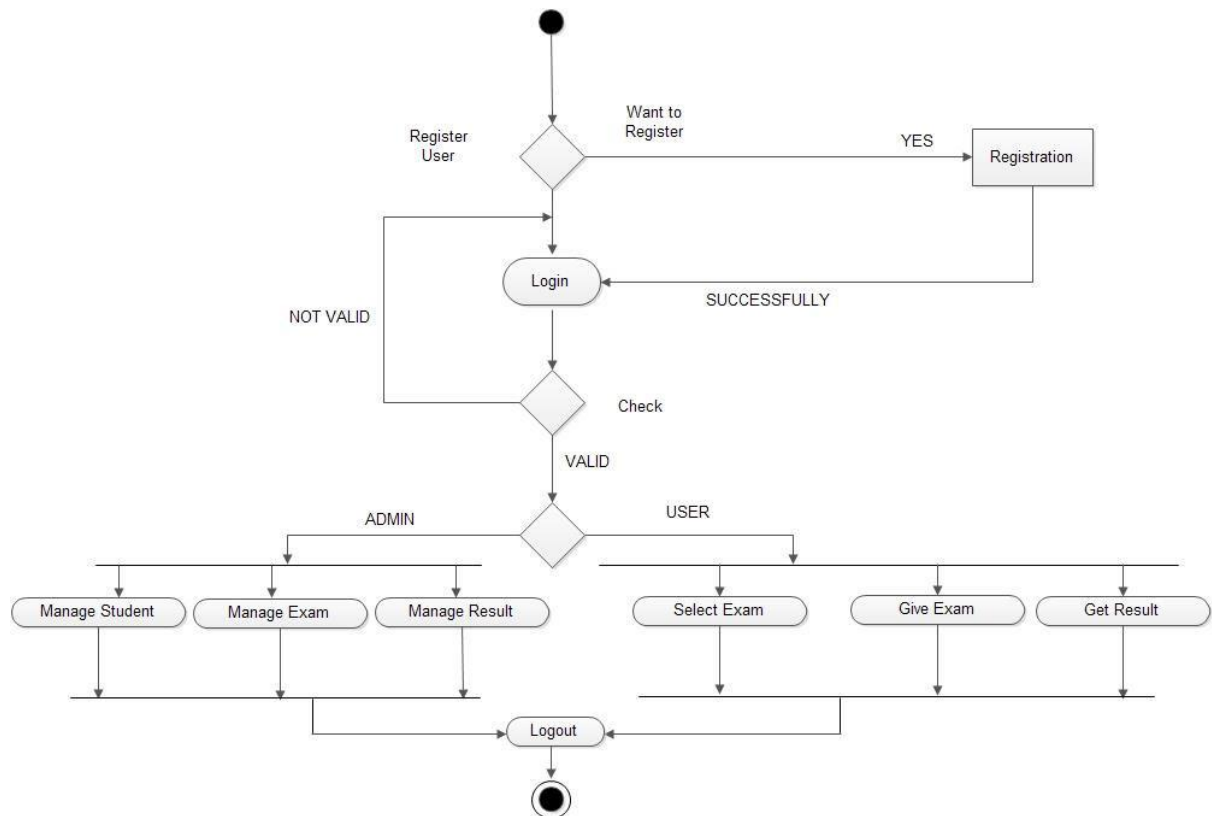 Want to
Register
Register
User
YES
Registration
Login
SUCCESSFULLY
NOT VALID
Check
VALID
ADMIN
USER
Manage Student
Manage Exam
Manage Result
Select Exam
Give Exam
Get Result
Logout